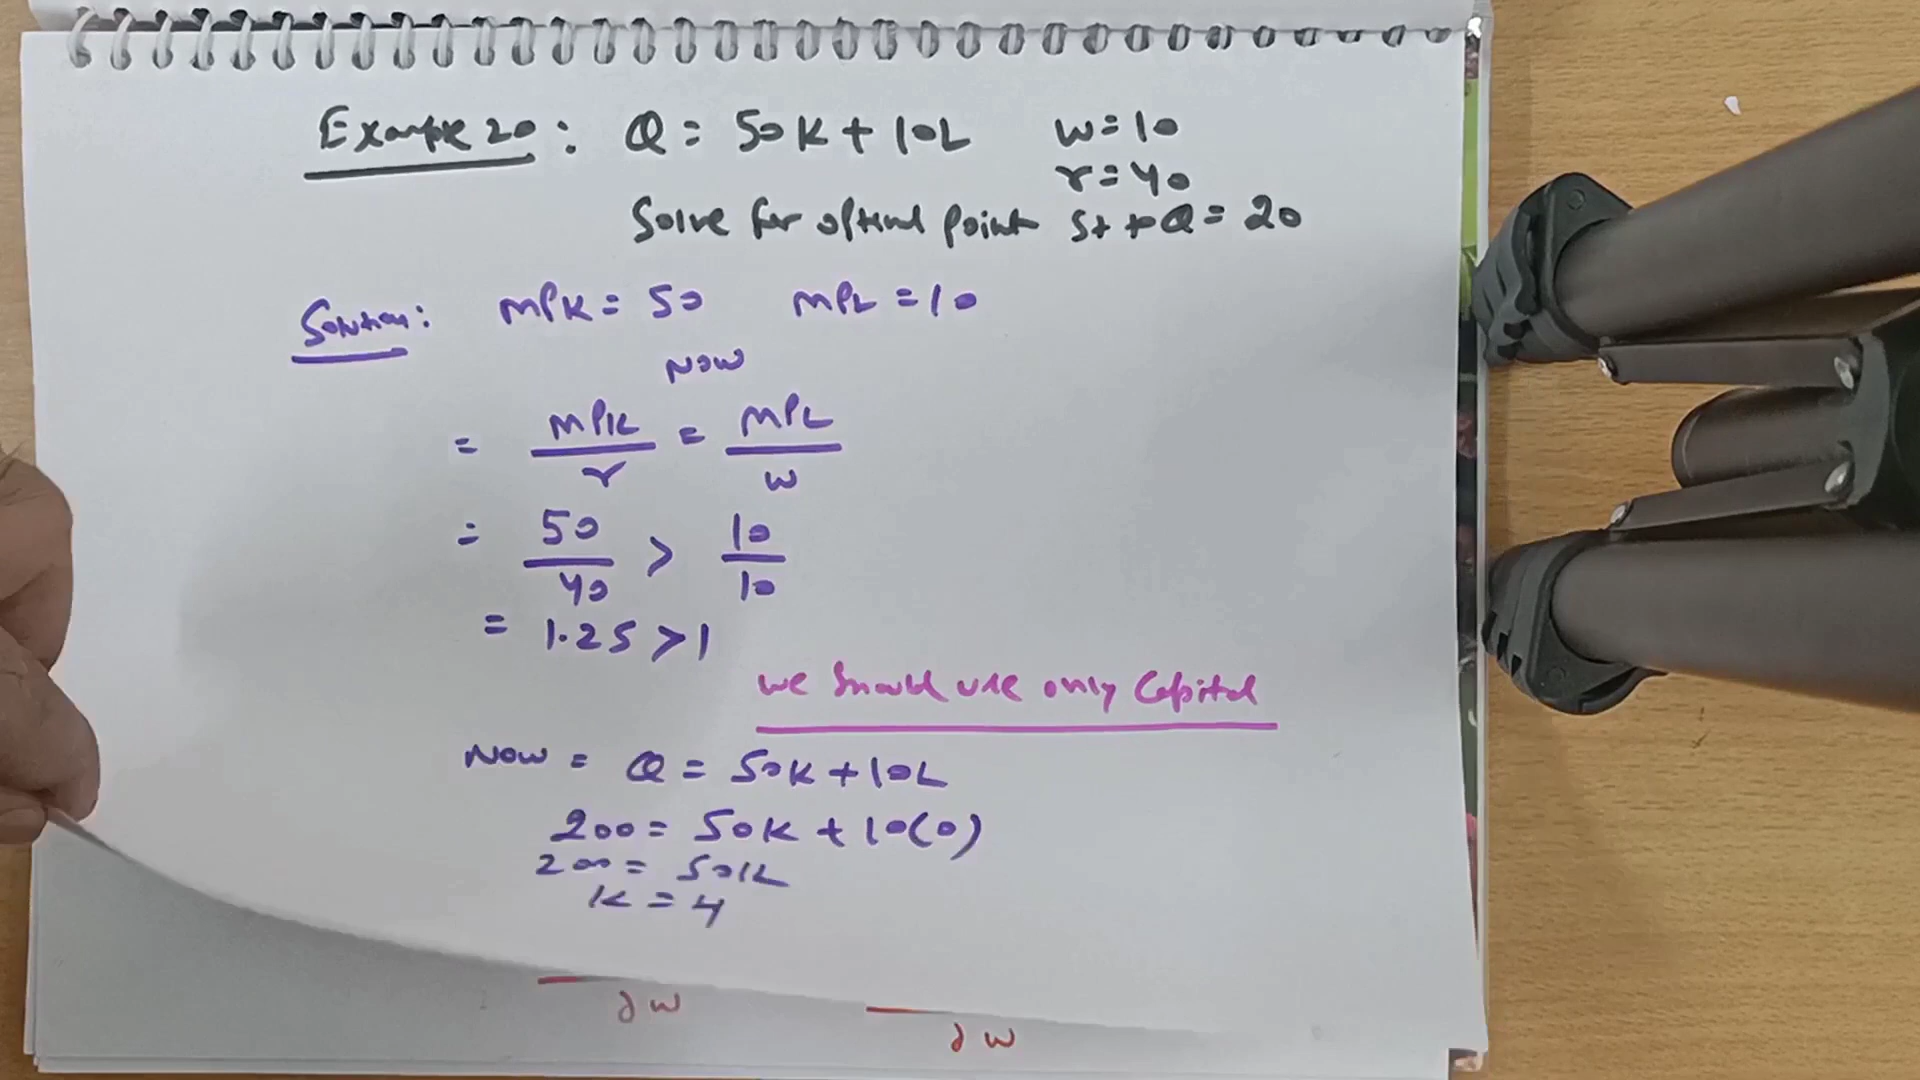 Example 20: Q = 50K + 10L w = 10
r = 40
Solve for optimal point s.t. Q = 20
Solution: MPK = 50 MPL = 10
Now
= MPK / r = MPL / w
= 50 / 40 > 10 / 10
= 1.25 > 1
we should use only capital
Now = Q = 50K + 10L
200 = 50K + 10(0)
200 = 50K
K = 4
∂w
∂w